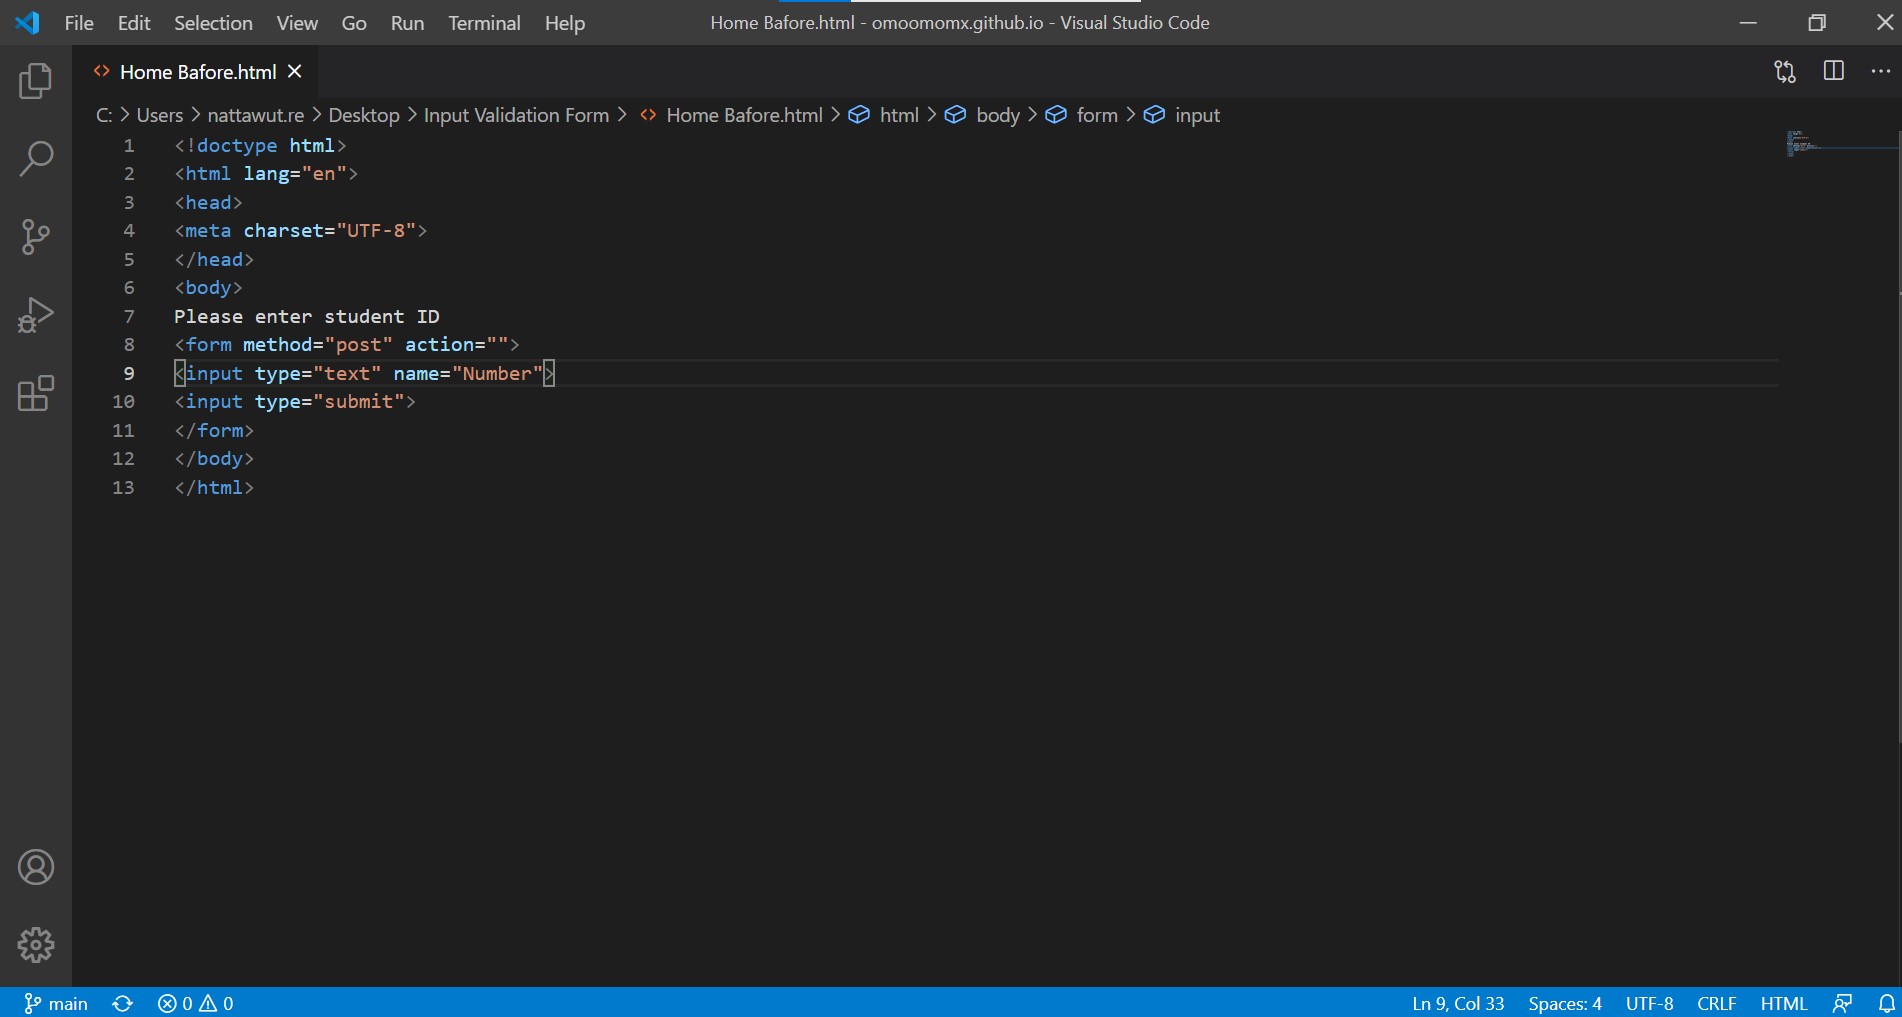 File Edit Selection View Go Run Terminal Help Home Bafore.html - omoomomx.github.io - Visual Studio Code
Home Bafore.html
C: > Users > nattawut.re > Desktop > Input Validation Form > Home Bafore.html > html > body > form > input
1 <!doctype html>
2 <html lang="en">
3 <head>
4 <meta charset="UTF-8">
5 </head>
6 <body>
7 Please enter student ID
8 <form method="post" action="">
9 <input type="text" name="Number">
10 <input type="submit">
11 </form>
12 </body>
13 </html>
main 0 0 Ln 9, Col 33 Spaces: 4 UTF-8 CRLF HTML